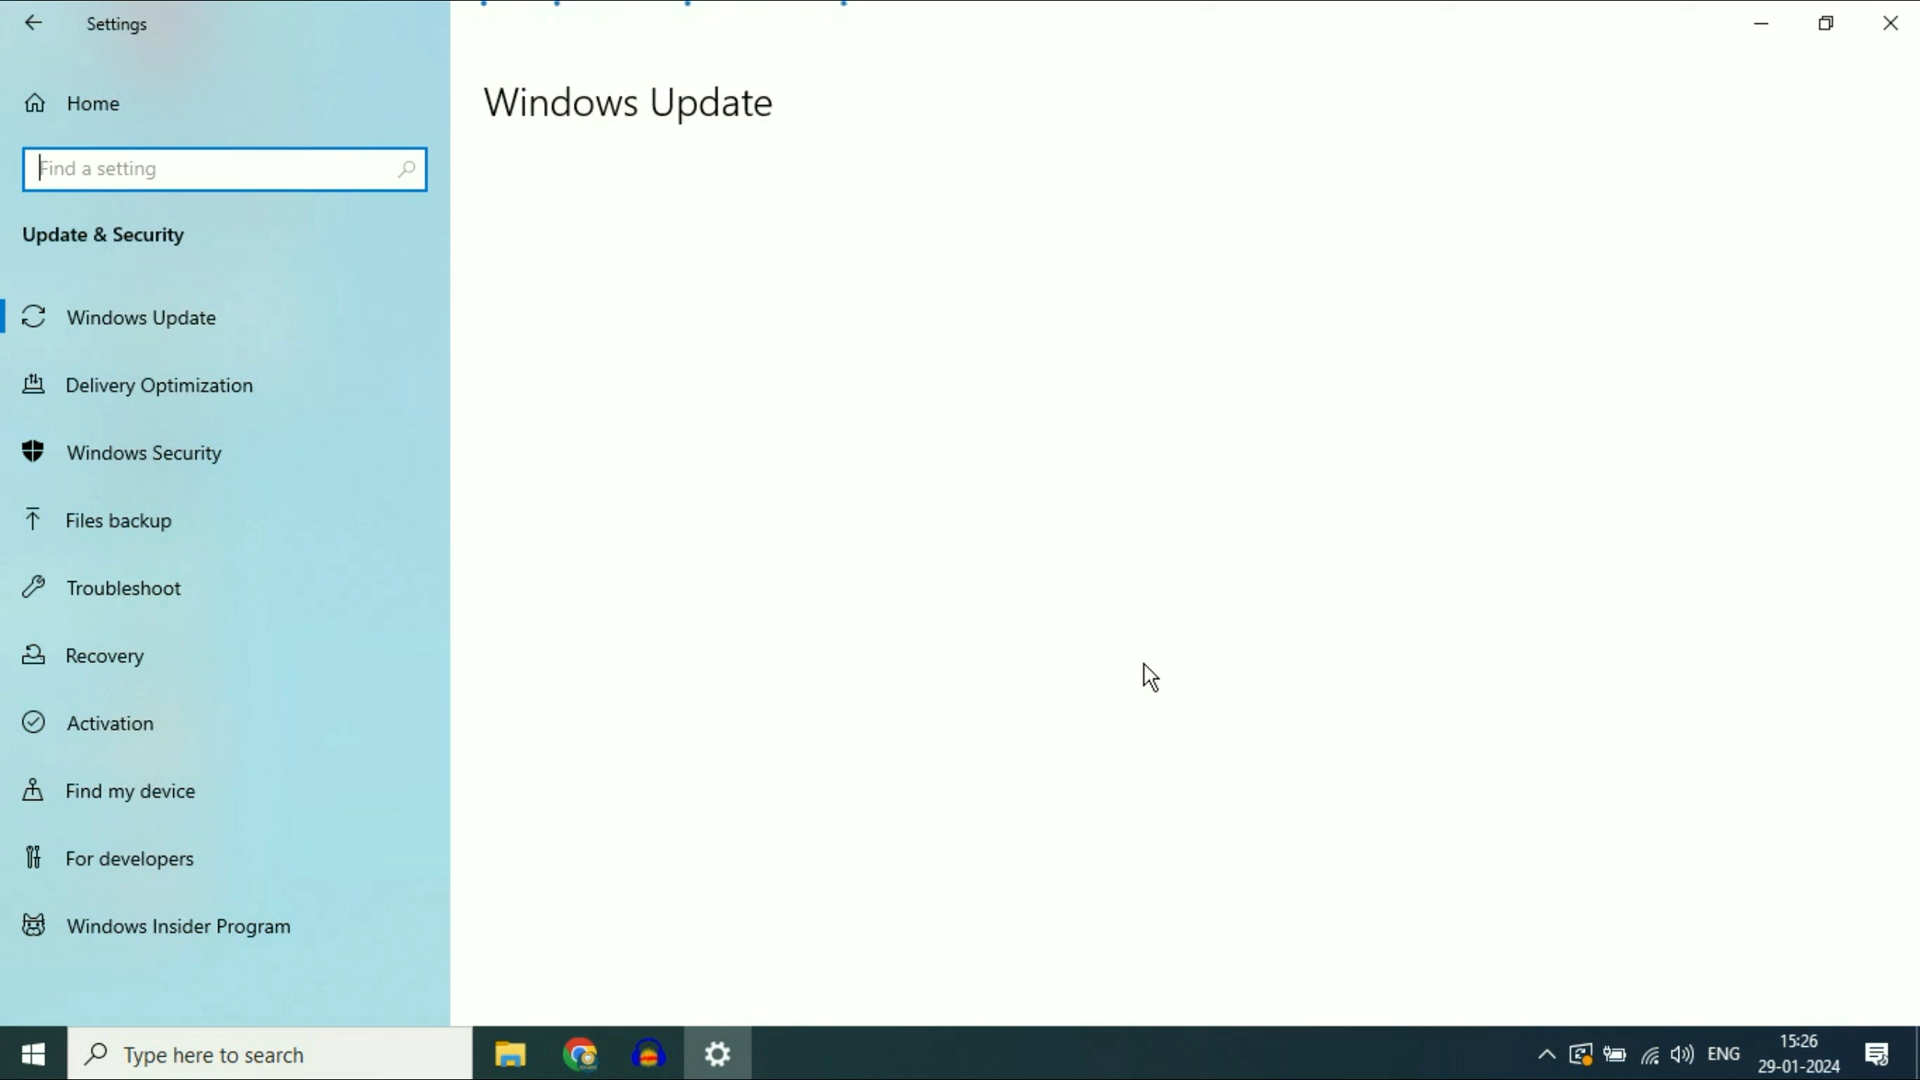 Settings
Home
Find a setting
Update & Security
Windows Update
Delivery Optimization
Windows Security
Files backup
Troubleshoot
Recovery
Activation
Find my device
For developers
Windows Insider Program
Windows Update
Type here to search
ENG
15:26
29-01-2024